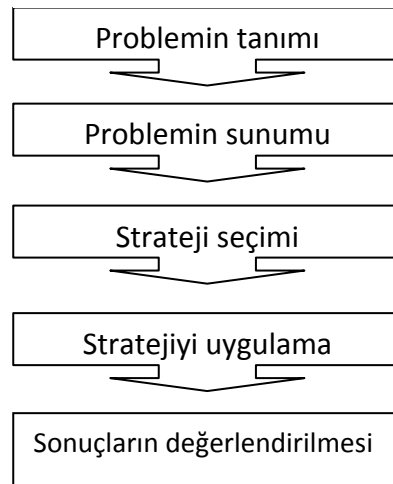 Problemin tanımı
Problemin sunumu
Strateji seçimi
Stratejiyi uygulama
Sonuçların değerlendirilmesi